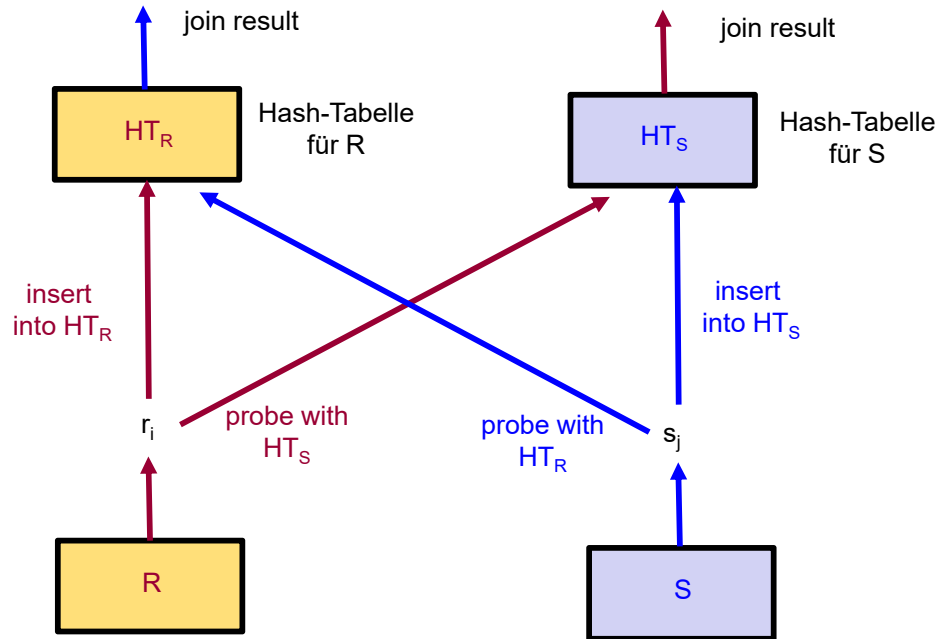 join result
join result
HT_R
Hash-Tabelle
für R
HT_S
Hash-Tabelle
für S
insert
into HT_R
insert
into HT_S
r_i
probe with
HT_S
probe with
HT_R
s_j
R
S